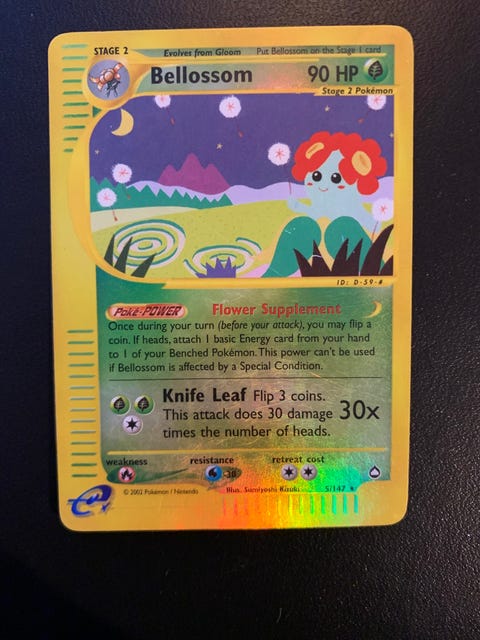 STAGE 2 Evolves from Gloom Put Bellossom on the Stage 1 card
Bellossom 90 HP
Stage 2 Pokémon
ID: D-59-#
Poké-POWER Flower Supplement
Once during your turn (before your attack), you may flip a
coin. If heads, attach 1 basic Energy card from your hand
to 1 of your Benched Pokémon. This power can't be used
if Bellossom is affected by a Special Condition.
Knife Leaf Flip 3 coins.
This attack does 30 damage 30x
times the number of heads.
weakness resistance retreat cost
-30
© 2002 Pokémon / Nintendo Illus. Sumiyoshi Kizuki 5/147 ★
e